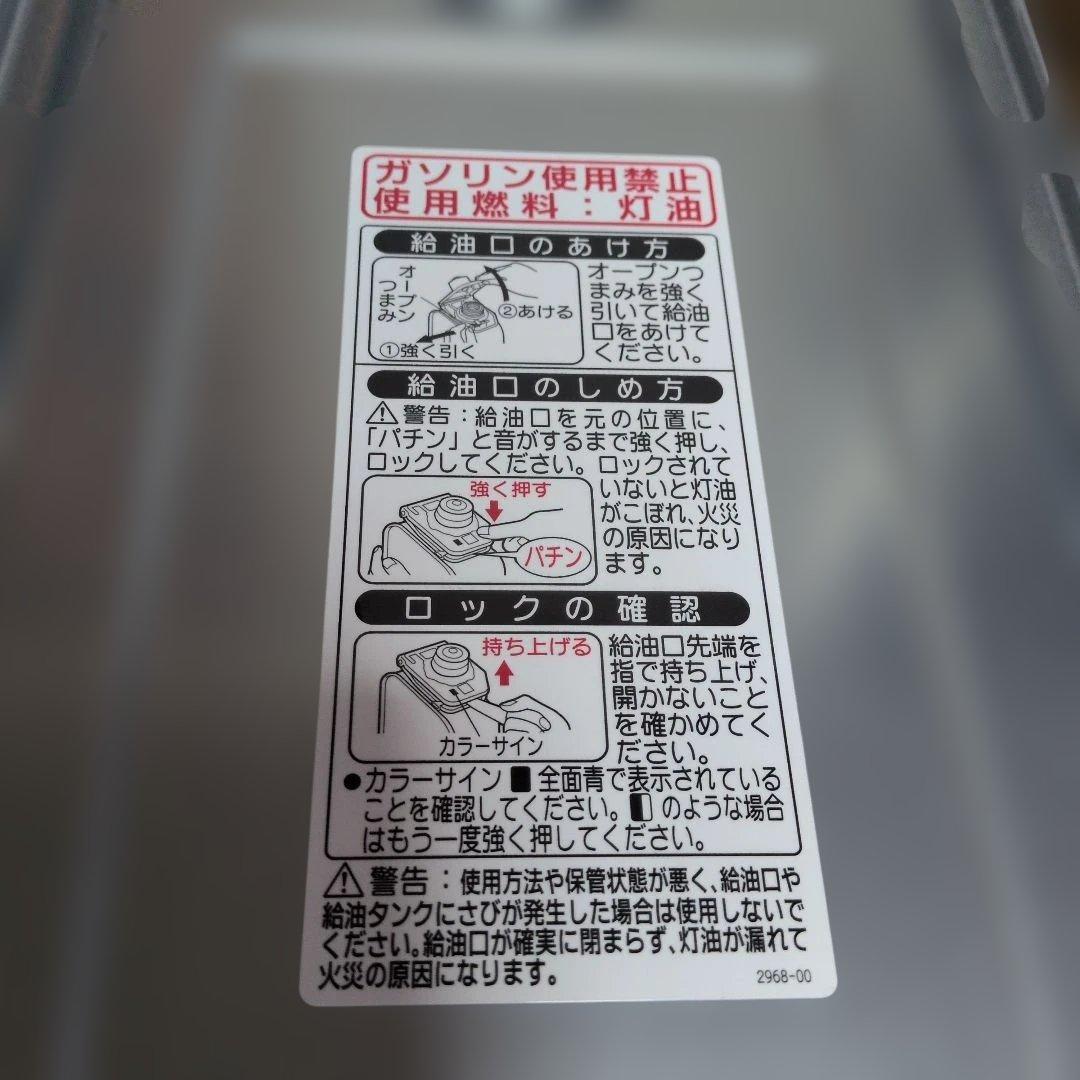 ガソリン使用禁止
使用燃料：灯油
給油口のあけ方
オープン
つまみ
②あける
①強く引く
オープンつ
まみを強く
引いて給油
口をあけて
ください。
給油口のしめ方
⚠警告：給油口を元の位置に、
「パチン」と音がするまで強く押し、
ロックしてください。ロックされて
いないと灯油
がこぼれ、火災
の原因になり
ます。
強く押す
パチン
ロックの確認
持ち上げる
カラーサイン
給油口先端を
指で持ち上げ、
開かないこと
を確かめてく
ださい。
●カラーサイン■全面青で表示されている
ことを確認してください。◧のような場合
はもう一度強く押してください。
⚠警告：使用方法や保管状態が悪く、給油口や
給油タンクにさびが発生した場合は使用しないで
ください。給油口が確実に閉まらず、灯油が漏れて
火災の原因になります。
2968-00